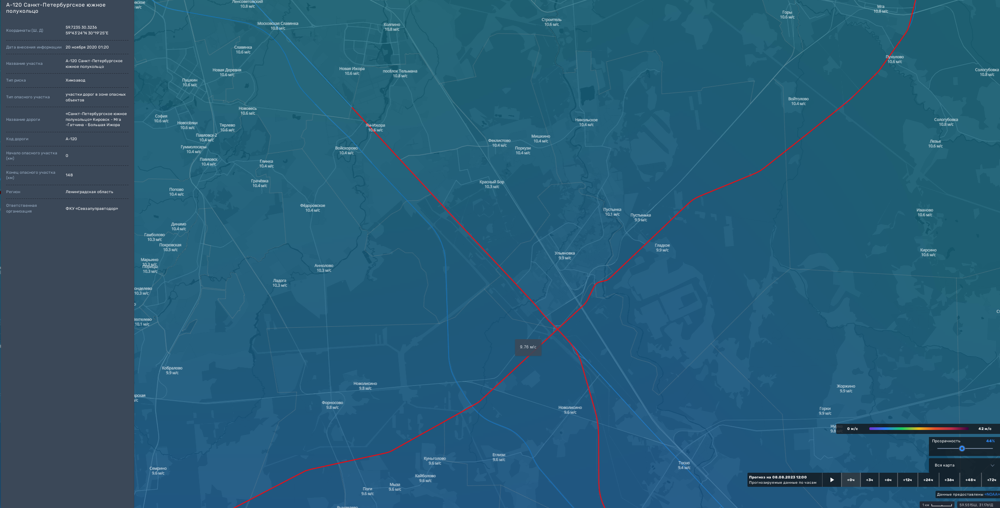 А-120 Санкт-Петербургское южное
полукольцо
Координаты (Ш, Д)
59.7235 30.3236
59°43'24"N 30°19'25"E
Дата внесения информации
20 ноября 2020 01:20
Название участка
А-120 Санкт-Петербургское
южное полукольцо
Тип риска
Химзавод
Тип опасного участка
участки дорог в зоне опасных
объектов
Название дороги
«Санкт-Петербургское южное
полукольцо» Кировск - Мга
-Гатчина - Большая Ижора
Код дороги
А-120
Начало опасного участка
(км)
0
Конец опасного участка
(км)
148
Регион
Ленинградская область
Ответственная
организация
ФКУ «Севзапуправтодор»
вское
м/с
Ленсоветовский
10.8 м/с
Московская Славянка
10.8 м/с
Колпино
10.8 м/с
Строитель
10.6 м/с
Горы
10.6 м/с
Мга
10.8 м/с
Славянка
10.6 м/с
Новая Деревня
10.6 м/с
Новая Ижора
10.6 м/с
посёлок Тельмана
10.8 м/с
Пухолово
10.6 м/с
Сологубовка
10.8 м/с
Пушкин
10.6 м/с
Войтолово
10.4 м/с
Нововесь
10.6 м/с
София
10.6 м/с
Новосёлки
10.6 м/с
Тярлево
10.6 м/с
Ям-Ижора
10.6 м/с
Никольское
10.4 м/с
Сологубовка
10.8 м/с
Павловск-2
10.4 м/с
Гуммолосары
10.4 м/с
Войскорово
10.4 м/с
Феклистово
10.4 м/с
Мишкино
10.4 м/с
Поркузи
10.4 м/с
Лезье
10.6 м/с
Павловск
10.4 м/с
Глинка
10.4 м/с
Грачёвка
10.4 м/с
Красный Бор
10.3 м/с
Попово
10.4 м/с
Фёдоровское
10.4 м/с
Пустынка
10.1 м/с
Пустынька
9.9 м/с
Иваново
10.6 м/с
Динамо
10.4 м/с
Гамболово
10.3 м/с
Покровская
10.3 м/с
Гладкое
9.9 м/с
Ульяновка
9.9 м/с
Кирсино
10.6 м/с
Марьино
10.3 м/с
Порицы
10.3 м/с
Аннолово
10.3 м/с
Ладога
10.3 м/с
онделево
10.3 м/с
яхтелево
10.1 м/с
9.76 м/с
Кобралово
9.9 м/с
Новолисино
9.8 м/с
Жоржино
9.9 м/с
рская
/с
Форносово
9.8 м/с
Новолисино
9.6 м/с
Горки
9.9 м/с
Нур
9.8
0 м/с
42 м/с
Прозрачность
44%
Куньголово
9.6 м/с
Еглизи
9.6 м/с
Семрино
9.6 м/с
Тосно
9.4 м/с
Вся карта
Кайболово
9.6 м/с
Мыза
9.6 м/с
Поги
9.6 м/с
Рынделево
Прогноз на 08.08.2023 12:00
Прогнозируемые данные по часам
+0ч
+3ч
+6ч
+12ч
+24ч
+36ч
+48ч
+72ч
Данные предоставлены «NOAA»
1 км
59.5515Ш, 31.1761Д